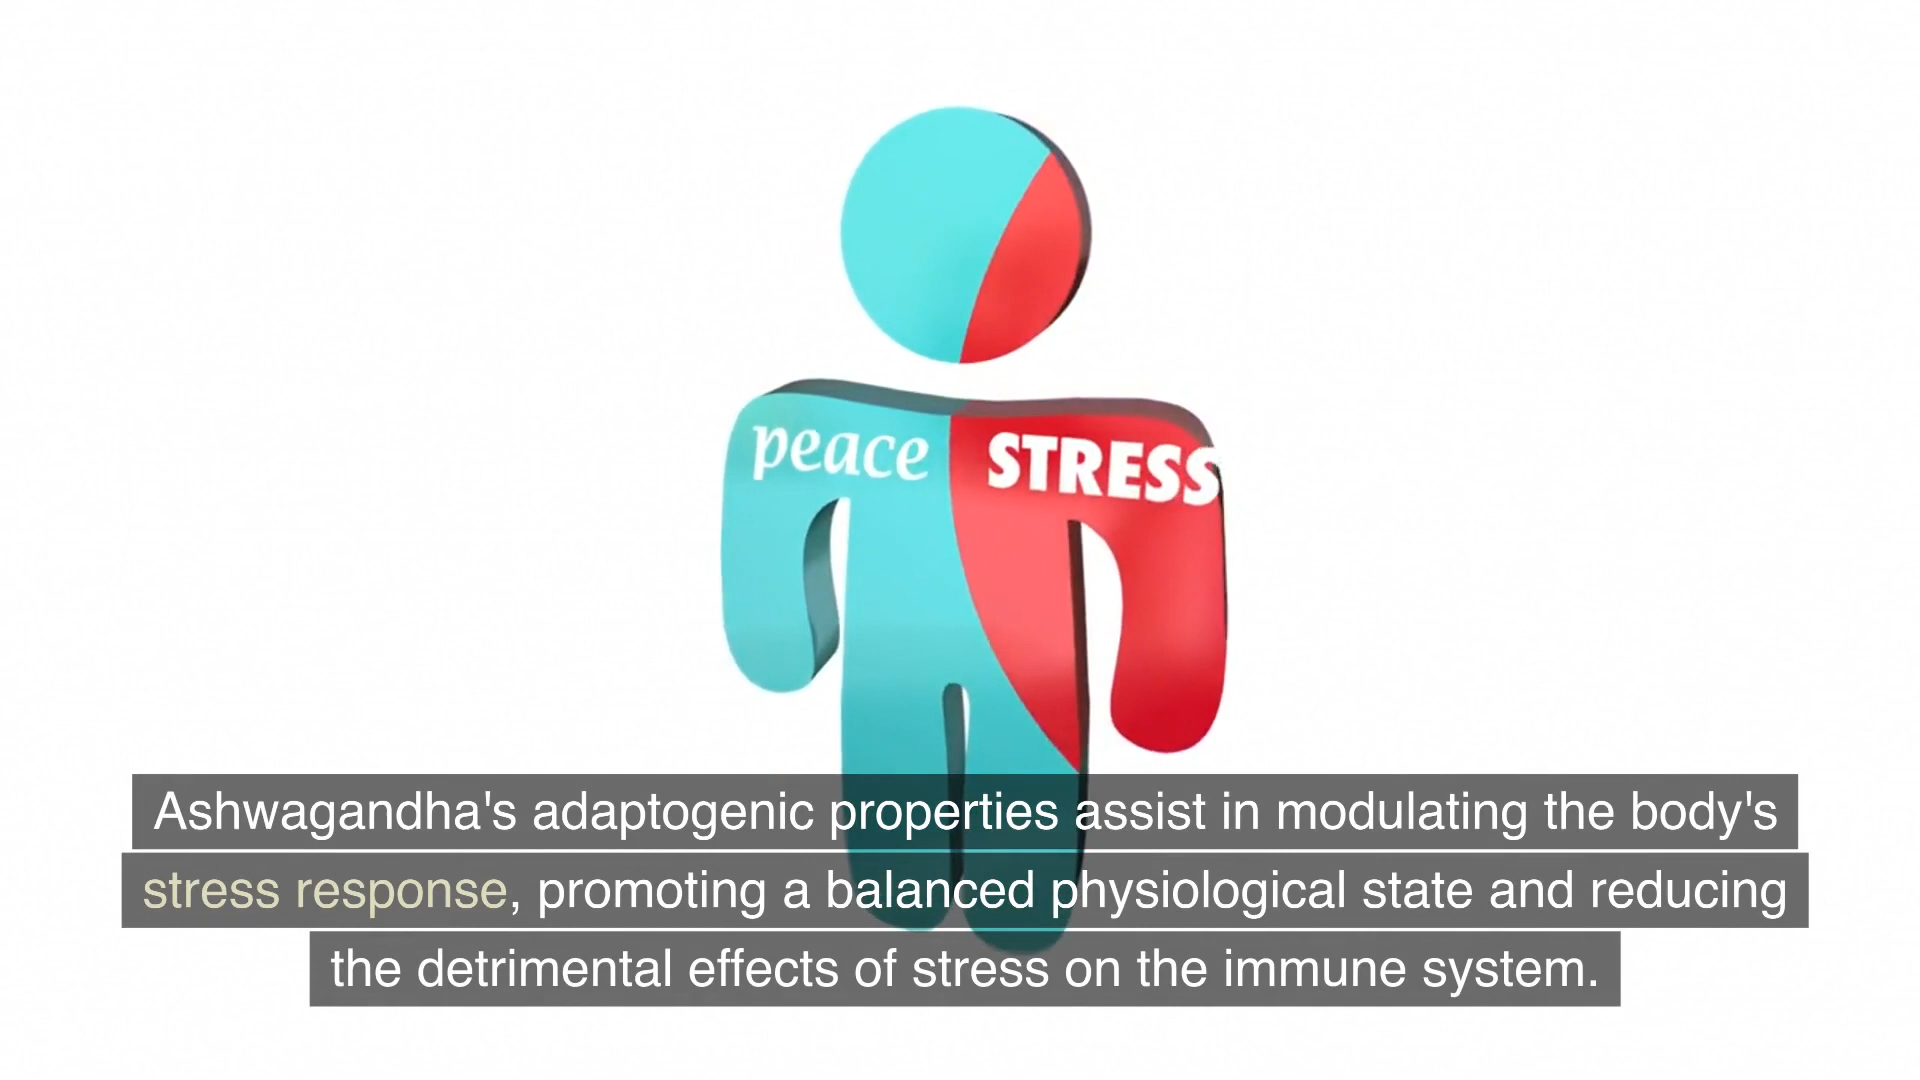 peace STRESS
Ashwagandha's adaptogenic properties assist in modulating the body's
stress response, promoting a balanced physiological state and reducing
the detrimental effects of stress on the immune system.